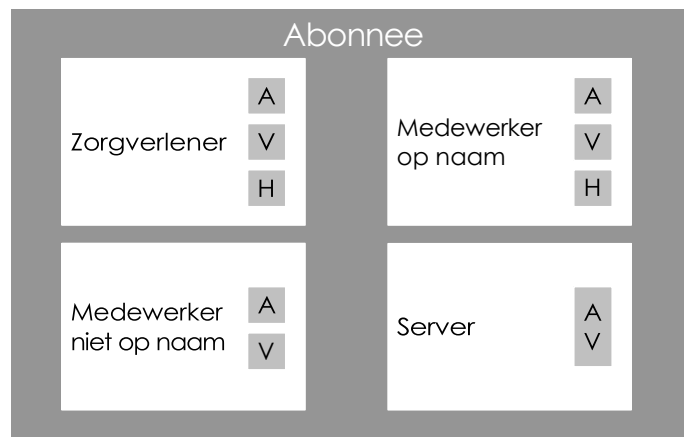 Abonnee
Zorgverlener
A
V
H
Medewerker
op naam
A
V
H
Medewerker
niet op naam
A
V
Server
A
V